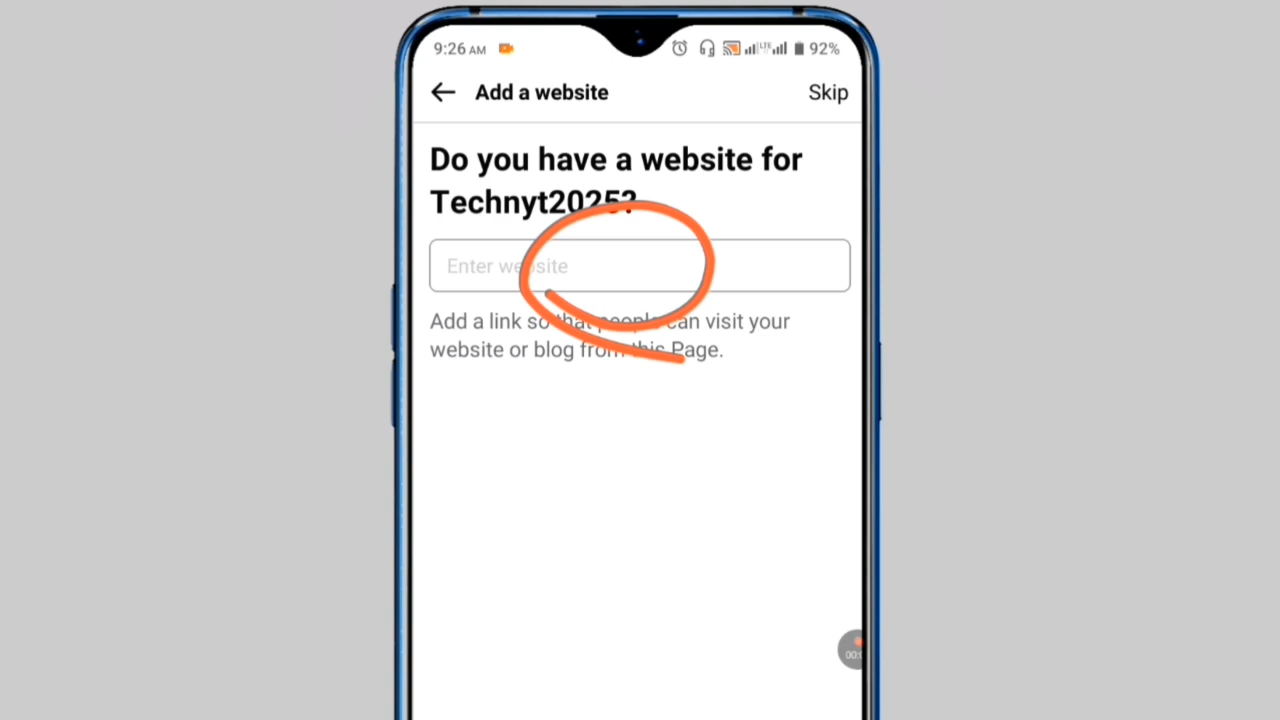 9:26 AM
LTE
92%
Add a website
Skip
Do you have a website for
Technyt2025?
Enter website
Add a link so that people can visit your
website or blog from this Page.